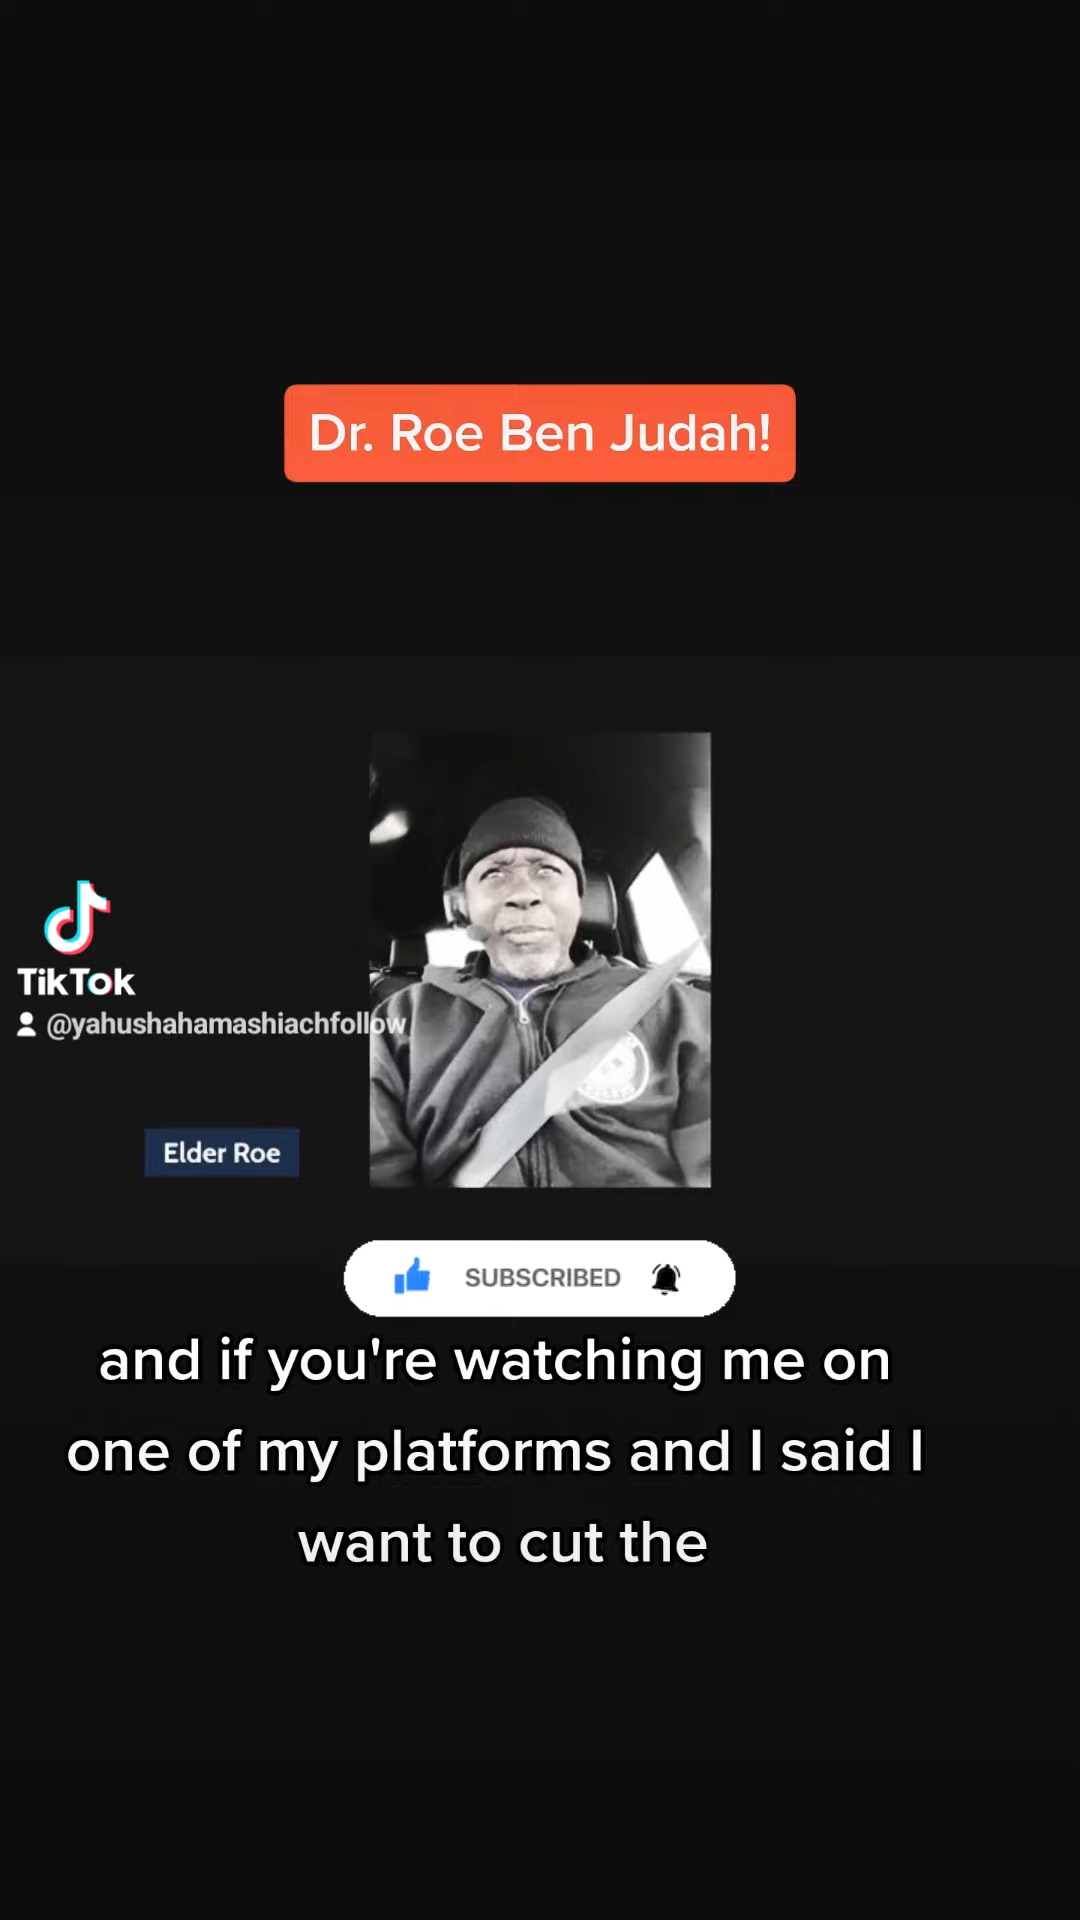 Dr. Roe Ben Judah!
TikTok
@yahushahamashiachfollow
Elder Roe
SUBSCRIBED
and if you're watching me on
one of my platforms and I said I
want to cut the